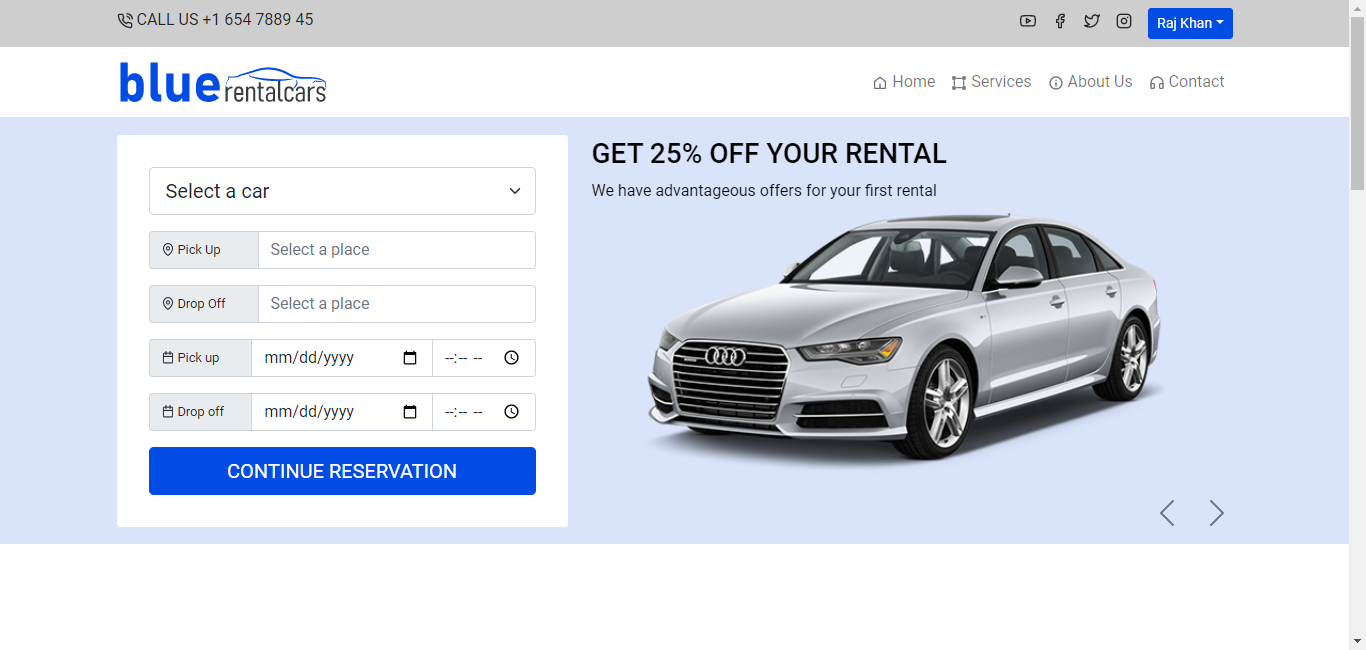 CALL US +1 654 7889 45
Raj Khan
blue rentalcars
Home Services About Us Contact
Select a car
Pick Up Select a place
Drop Off Select a place
Pick up mm/dd/yyyy --:-- --
Drop off mm/dd/yyyy --:-- --
CONTINUE RESERVATION
GET 25% OFF YOUR RENTAL
We have advantageous offers for your first rental